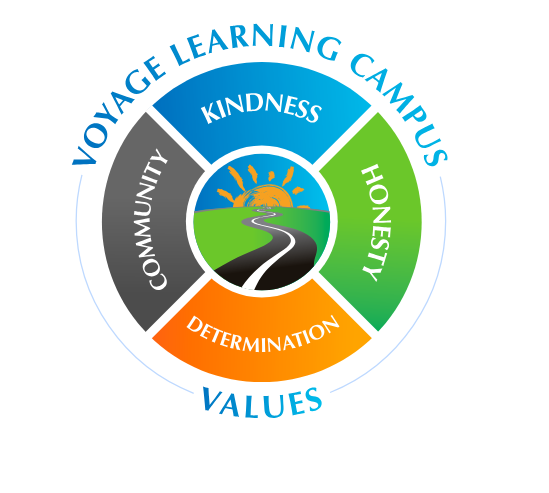 VOYAGE LEARNING CAMPUS
KINDNESS
HONESTY
DETERMINATION
COMMUNITY
VALUES